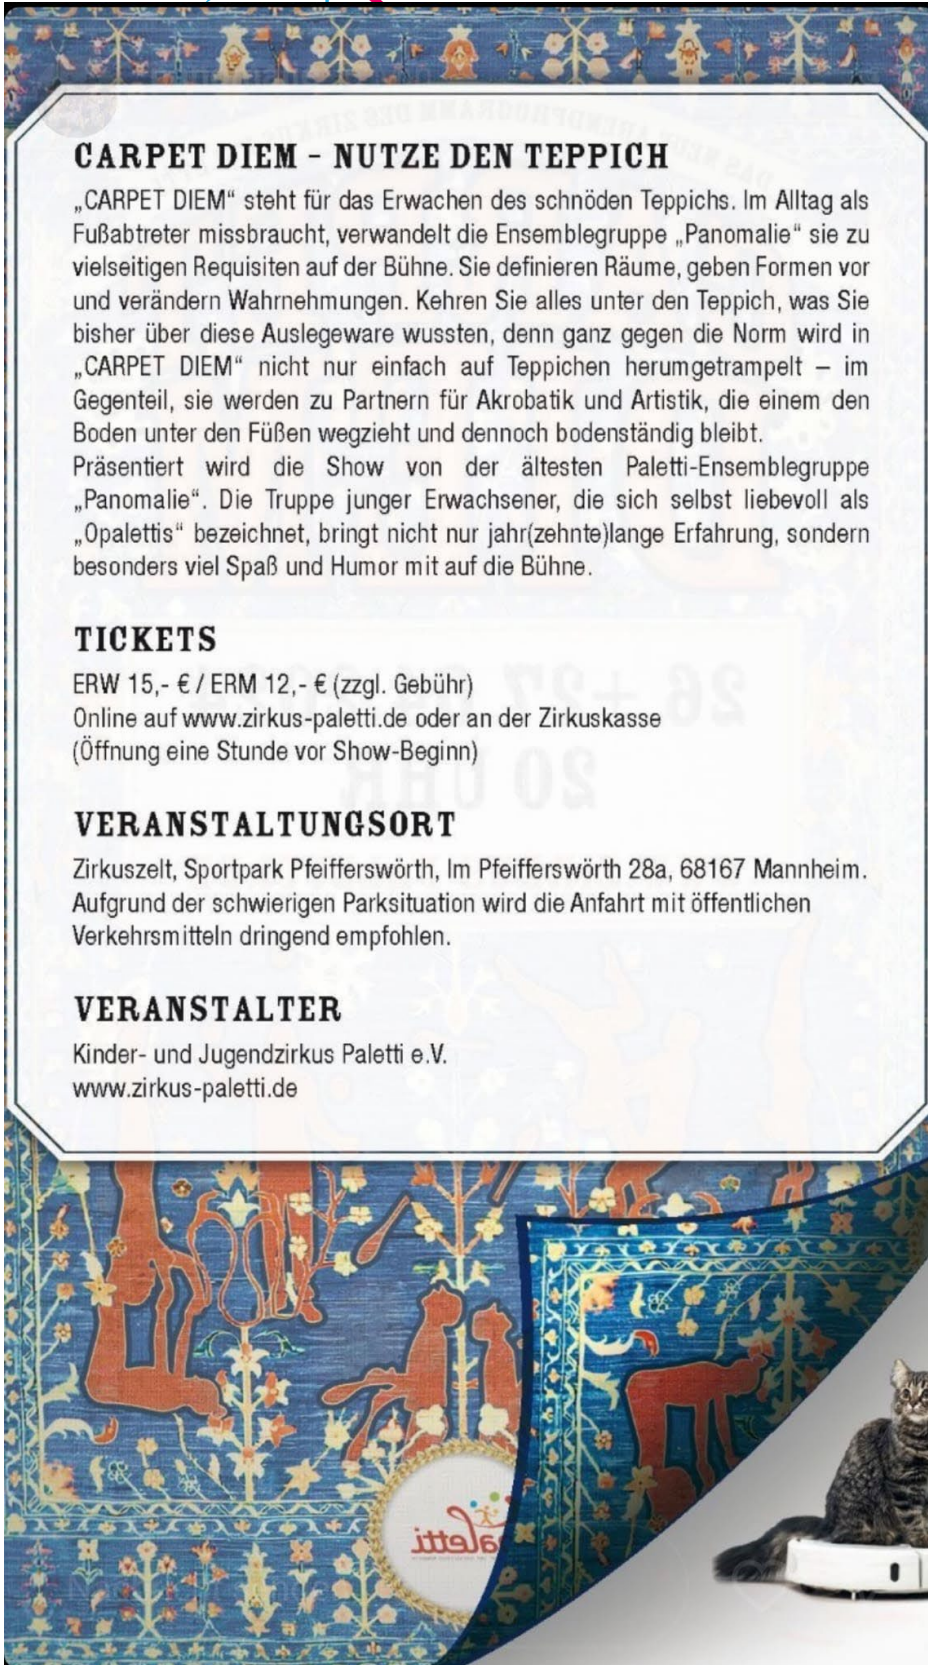 CARPET DIEM - NUTZE DEN TEPPICH
„CARPET DIEM“ steht für das Erwachen des schnöden Teppichs. Im Alltag als
Fußabtreter missbraucht, verwandelt die Ensemblegruppe „Panomalie“ sie zu
vielseitigen Requisiten auf der Bühne. Sie definieren Räume, geben Formen vor
und verändern Wahrnehmungen. Kehren Sie alles unter den Teppich, was Sie
bisher über diese Auslegeware wussten, denn ganz gegen die Norm wird in
„CARPET DIEM“ nicht nur einfach auf Teppichen herumgetrampelt – im
Gegenteil, sie werden zu Partnern für Akrobatik und Artistik, die einem den
Boden unter den Füßen wegzieht und dennoch bodenständig bleibt.
Präsentiert wird die Show von der ältesten Paletti-Ensemblegruppe
„Panomalie“. Die Truppe junger Erwachsener, die sich selbst liebevoll als
„Opalettis“ bezeichnet, bringt nicht nur jahr(zehnte)lange Erfahrung, sondern
besonders viel Spaß und Humor mit auf die Bühne.
TICKETS
ERW 15,- € / ERM 12,- € (zzgl. Gebühr)
Online auf www.zirkus-paletti.de oder an der Zirkuskasse
(Öffnung eine Stunde vor Show-Beginn)
VERANSTALTUNGSORT
Zirkuszelt, Sportpark Pfeifferswörth, Im Pfeifferswörth 28a, 68167 Mannheim.
Aufgrund der schwierigen Parksituation wird die Anfahrt mit öffentlichen
Verkehrsmitteln dringend empfohlen.
VERANSTALTER
Kinder- und Jugendzirkus Paletti e.V.
www.zirkus-paletti.de